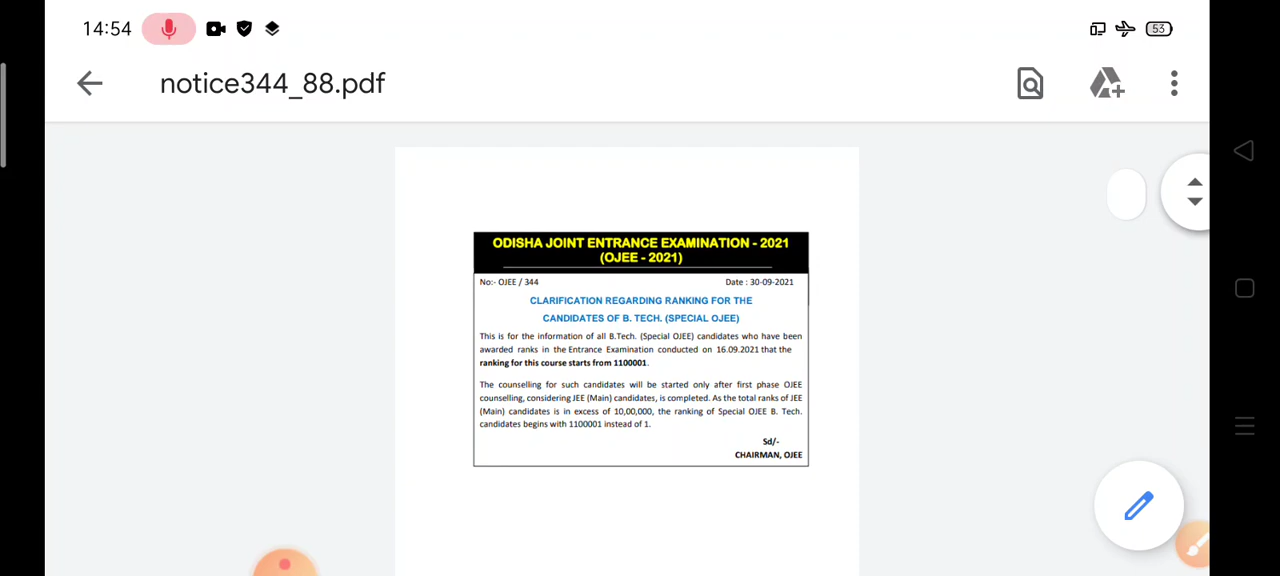 14:54
53
notice344_88.pdf
ODISHA JOINT ENTRANCE EXAMINATION - 2021
(OJEE - 2021)
No:- OJEE / 344 Date : 30-09-2021
CLARIFICATION REGARDING RANKING FOR THE
CANDIDATES OF B. TECH. (SPECIAL OJEE)
This is for the information of all B.Tech. (Special OJEE) candidates who have been
awarded ranks in the Entrance Examination conducted on 16.09.2021 that the
ranking for this course starts from 1100001.
The counselling for such candidates will be started only after first phase OJEE
counselling, considering JEE (Main) candidates, is completed. As the total ranks of JEE
(Main) candidates is in excess of 10,00,000, the ranking of Special OJEE B. Tech.
candidates begins with 1100001 instead of 1.
Sd/-
CHAIRMAN, OJEE